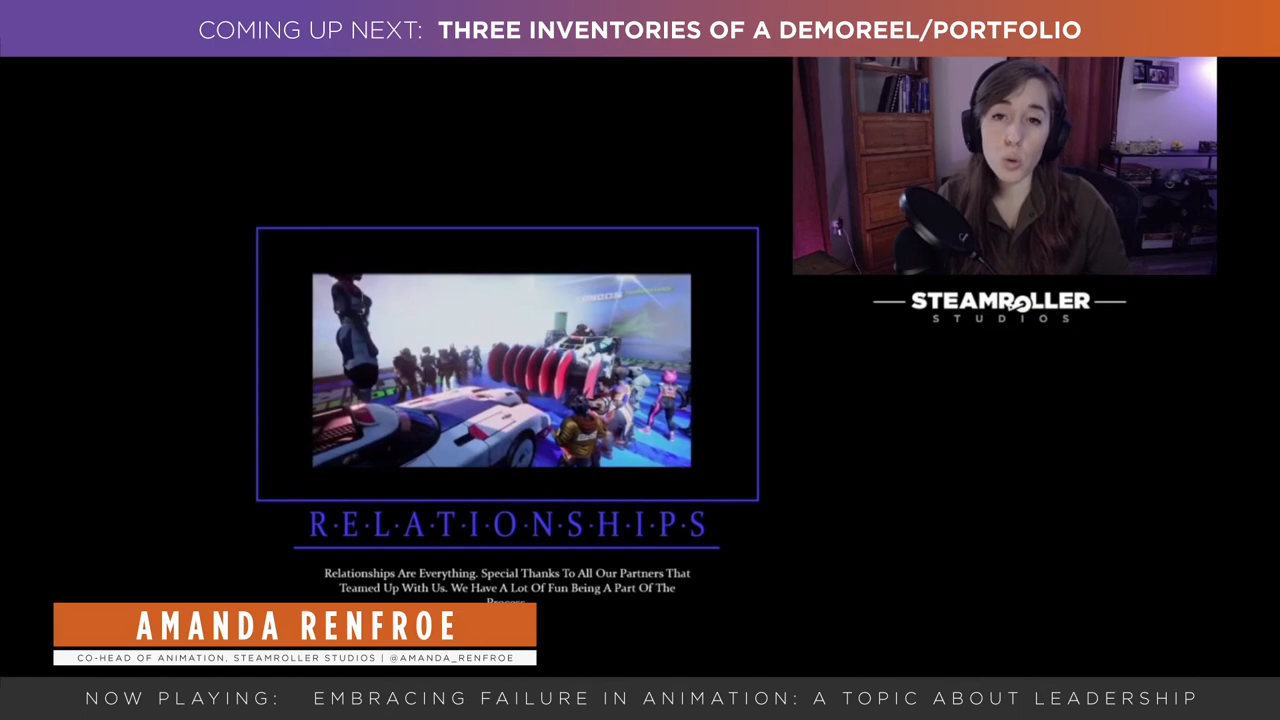 COMING UP NEXT: THREE INVENTORIES OF A DEMOREEL/PORTFOLIO
STEAMROLLER
STUDIOS
R·E·L·A·T·I·O·N·S·H·I·P·S
Relationships Are Everything. Special Thanks To All Our Partners That
Teamed Up With Us. We Have A Lot Of Fun Being A Part Of The
AMANDA RENFROE
CO-HEAD OF ANIMATION, STEAMROLLER STUDIOS | @AMANDA_RENFROE
NOW PLAYING: EMBRACING FAILURE IN ANIMATION: A TOPIC ABOUT LEADERSHIP